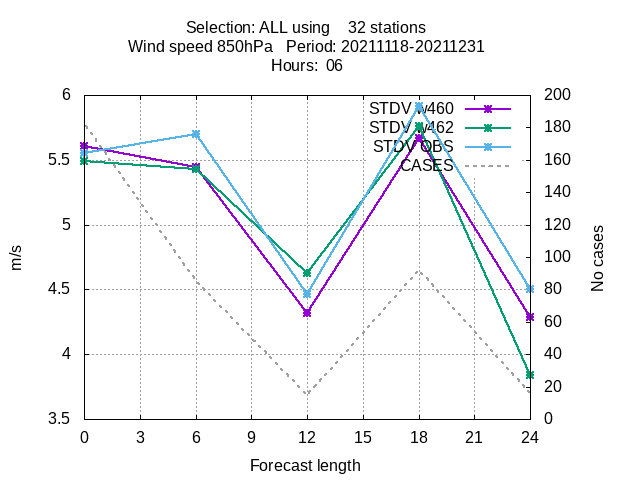 Selection: ALL using 32 stations
Wind speed 850hPa Period: 20211118-20211231
Hours: 06
6 200
STDV w460
180
STDV w462
5.5 160
STDV OBS
CASES
140
5 120
100
4.5 80
60
4 40
20
3.5 0
m/s
No cases
0 3 6 9 12 15 18 21 24
Forecast length